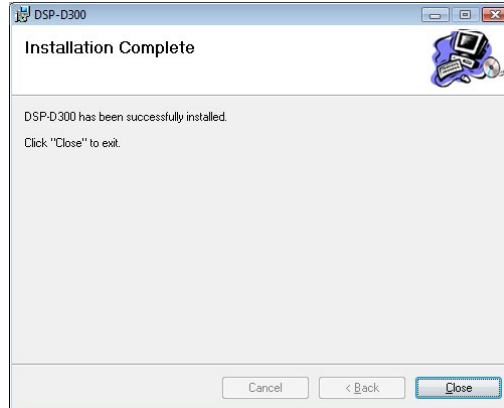 DSP-D300
Installation Complete
DSP-D300 has been successfully installed.
Click "Close" to exit.
Cancel
< Back
Close